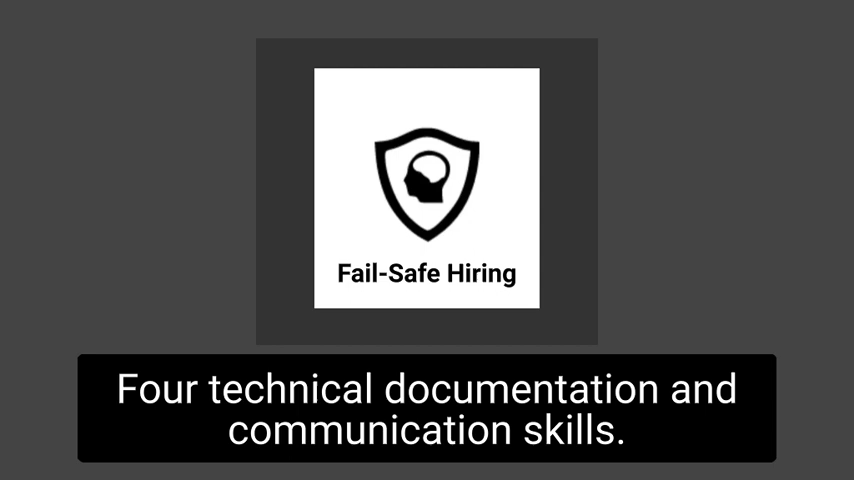 Fail-Safe Hiring
Four technical documentation and
communication skills.